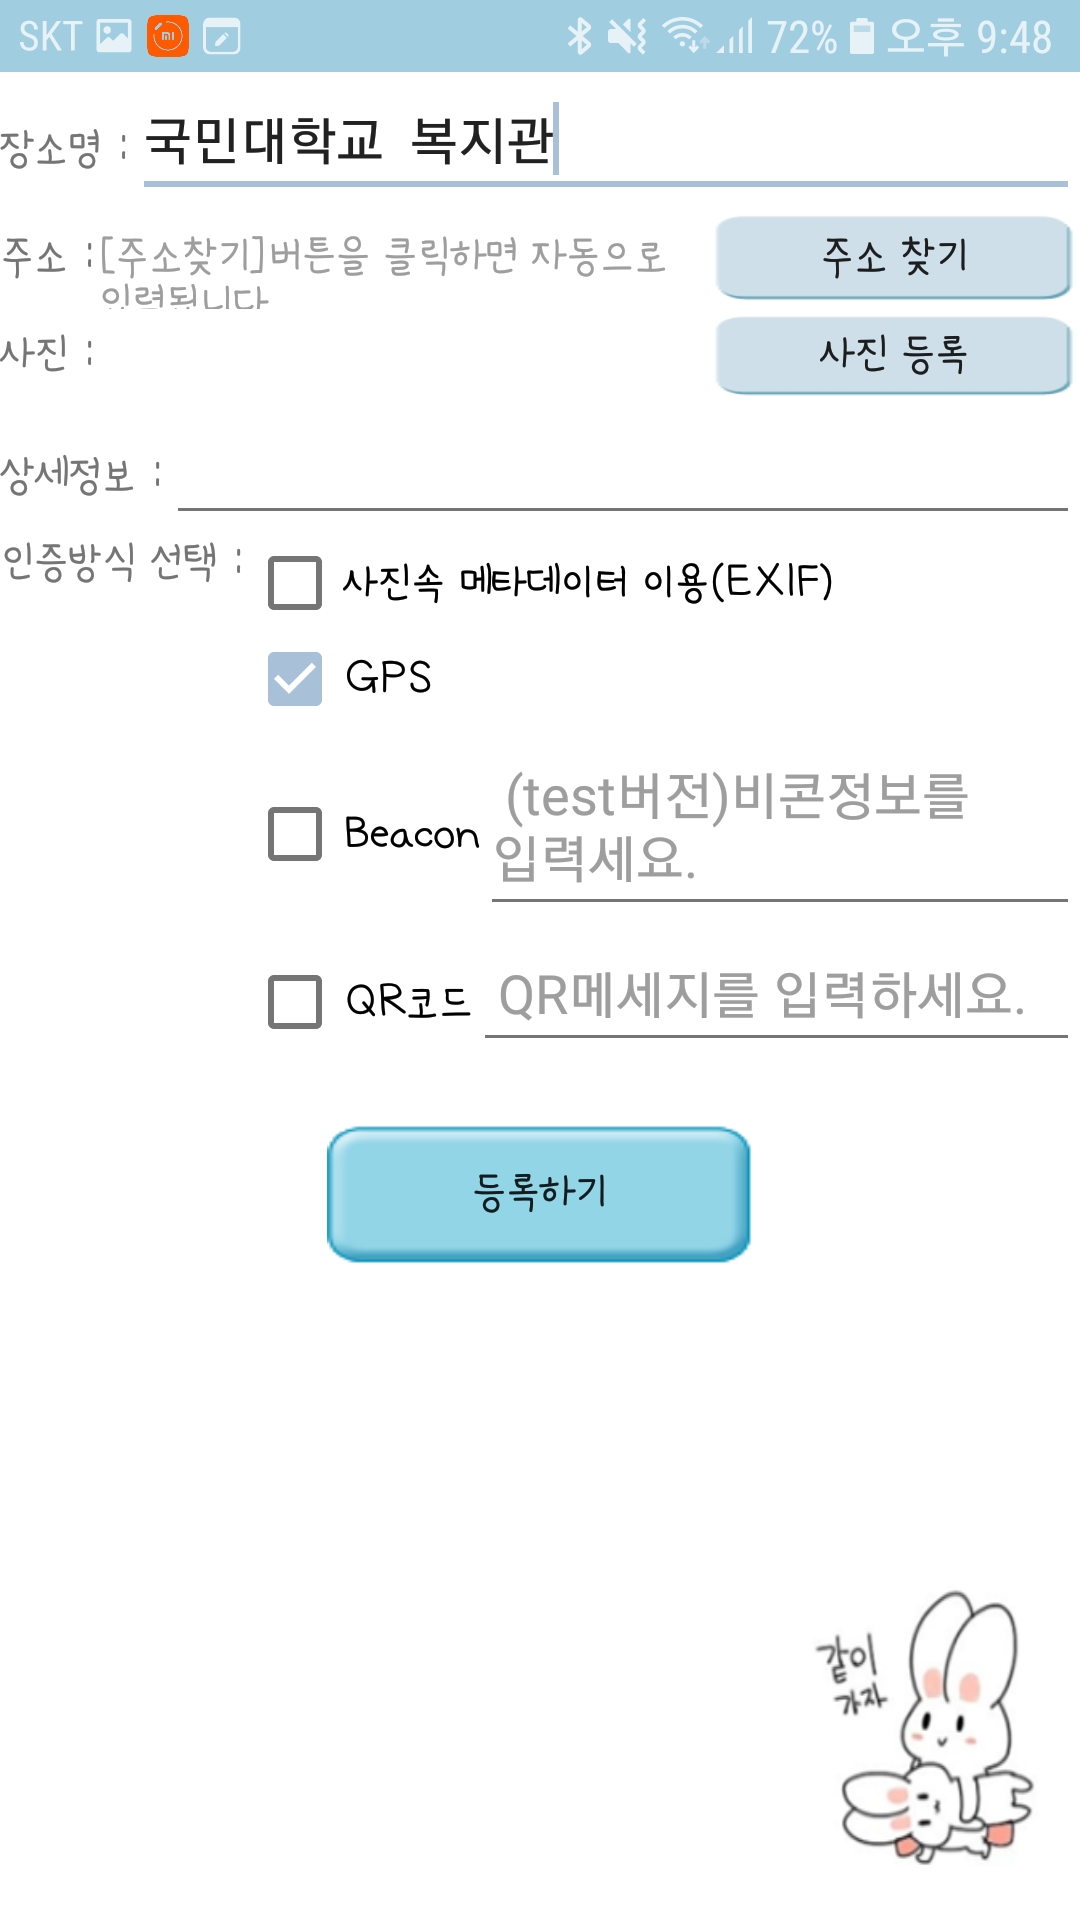 SKT 72% 오후 9:48
장소명 : 국민대학교 복지관
주소 : [주소찾기]버튼을 클릭하면 자동으로
입력됩니다
주소 찾기
사진 :
사진 등록
상세정보 :
인증방식 선택 :
사진속 메타데이터 이용(EXIF)
GPS
Beacon
(test버전)비콘정보를
입력세요.
QR코드 QR메세지를 입력하세요.
등록하기
같이
가자